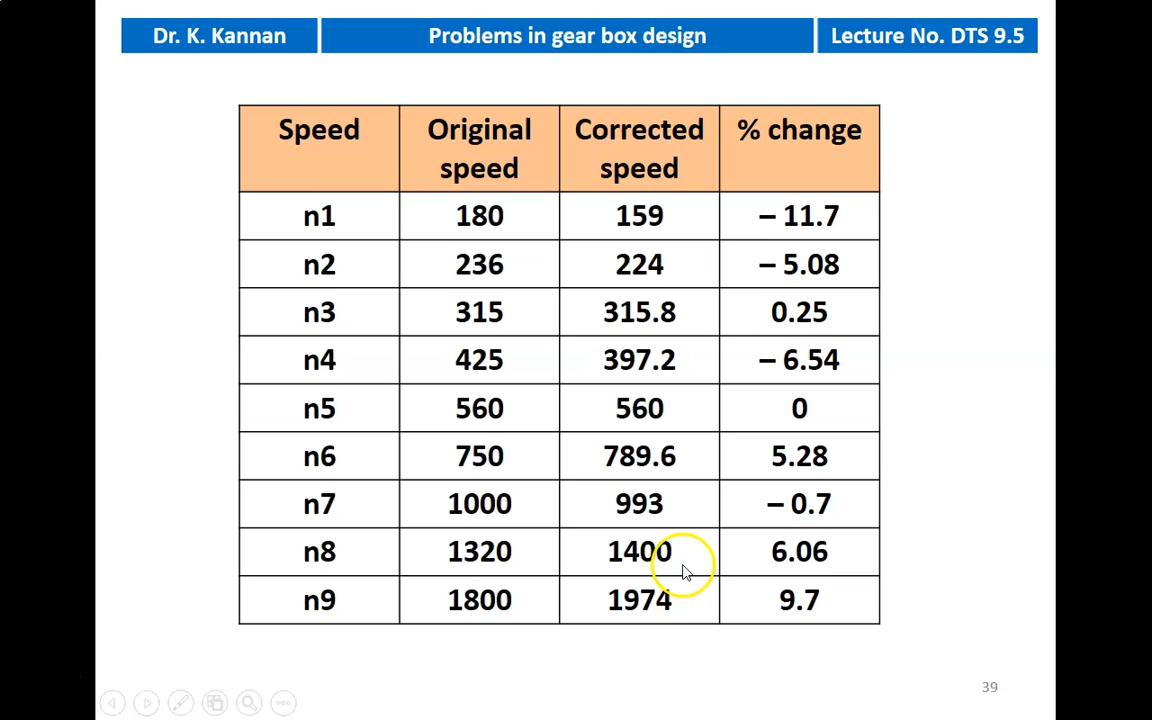 Dr. K. Kannan Problems in gear box design Lecture No. DTS 9.5
Speed Original speed Corrected speed % change
n1 180 159 – 11.7
n2 236 224 – 5.08
n3 315 315.8 0.25
n4 425 397.2 – 6.54
n5 560 560 0
n6 750 789.6 5.28
n7 1000 993 – 0.7
n8 1320 1400 6.06
n9 1800 1974 9.7
39